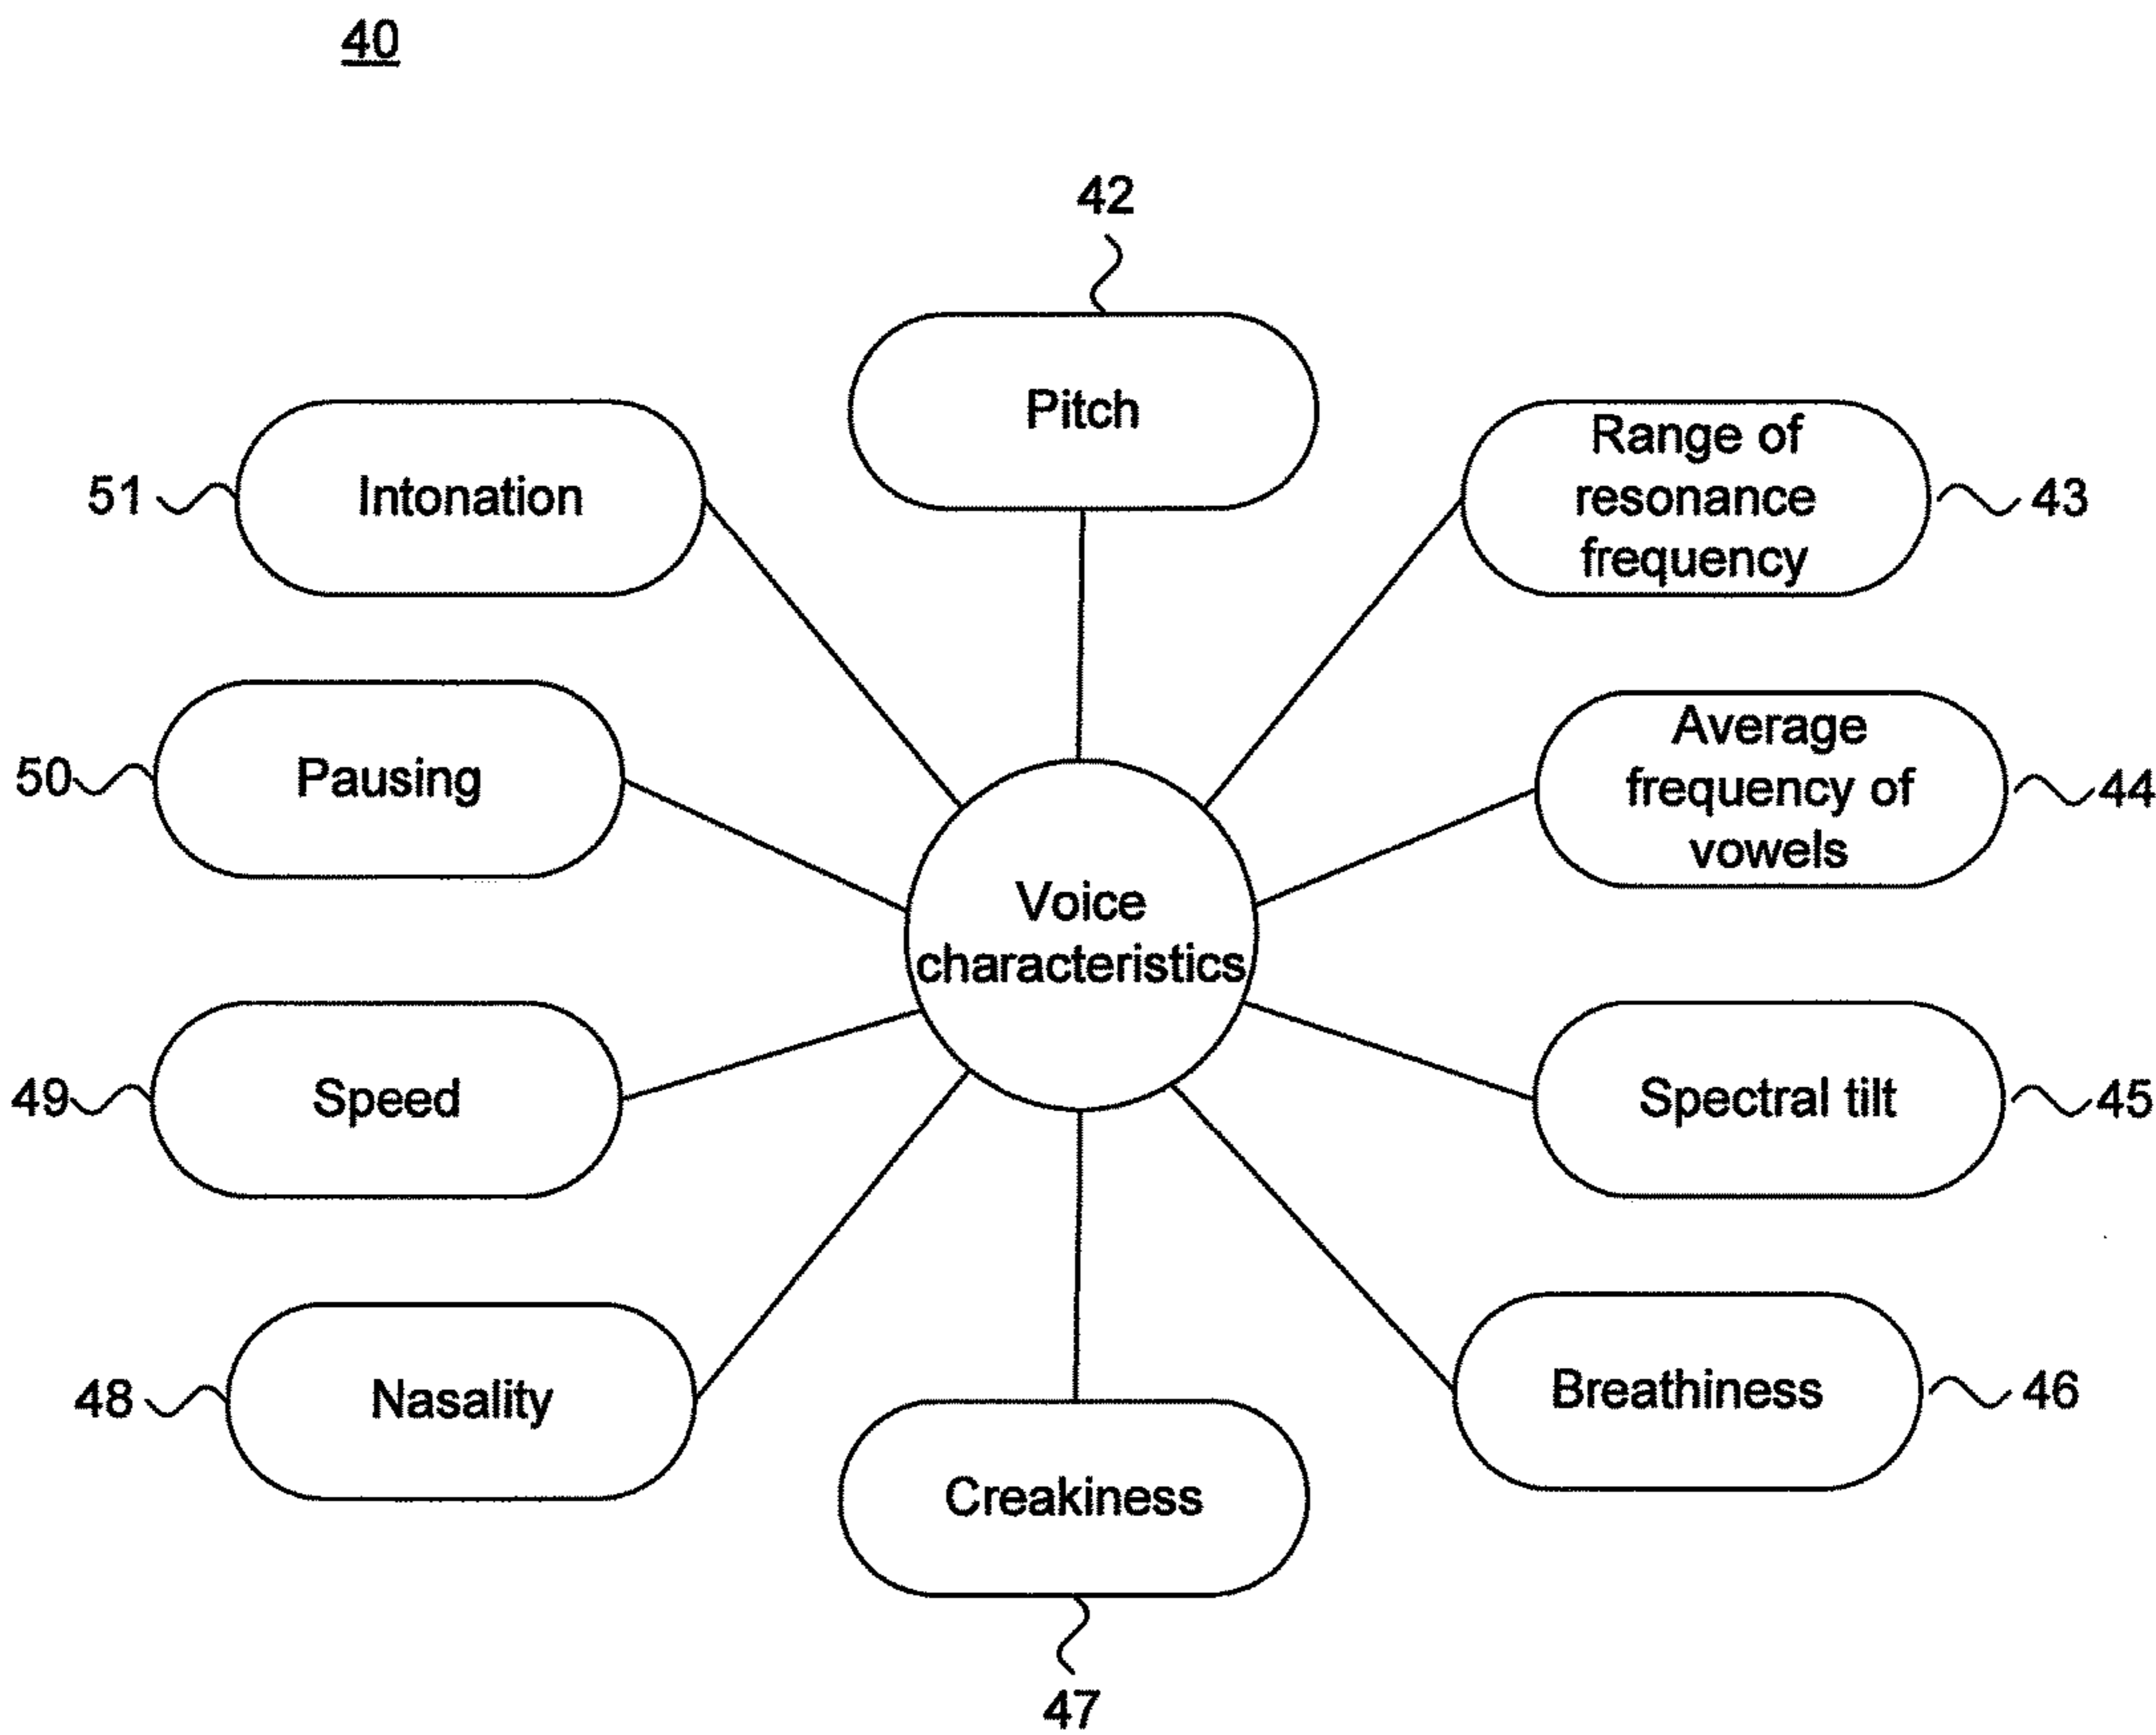 40
42
Pitch
51
Intonation
Range of
resonance
frequency
43
50
Pausing
Average
frequency of
vowels
44
Voice
characteristics
49
Speed
Spectral tilt
45
48
Nasality
Breathiness
46
Creakiness
47